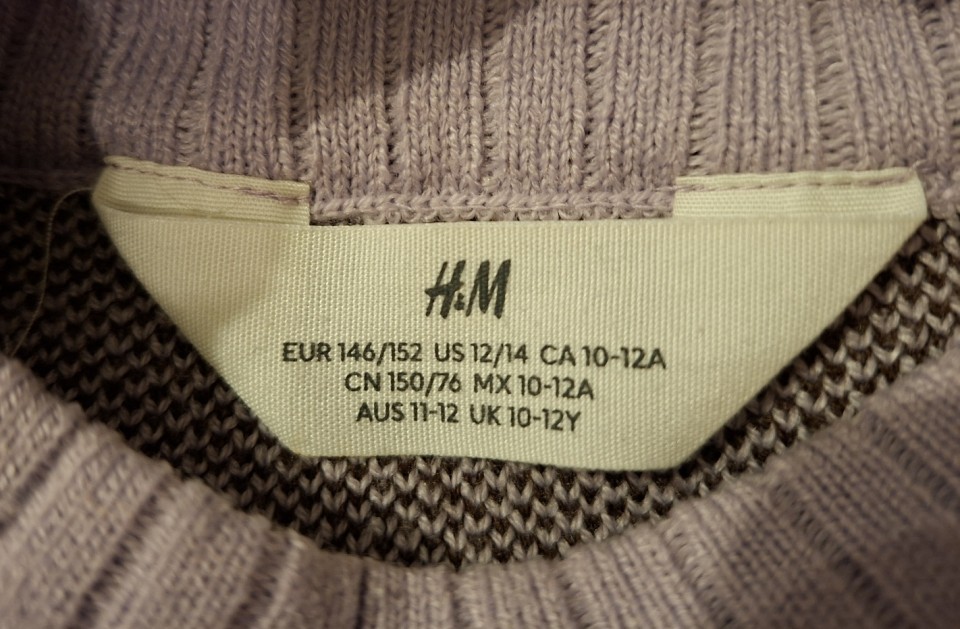 H&M
EUR 146/152 US 12/14 CA 10-12A
CN 150/76 MX 10-12A
AUS 11-12 UK 10-12Y